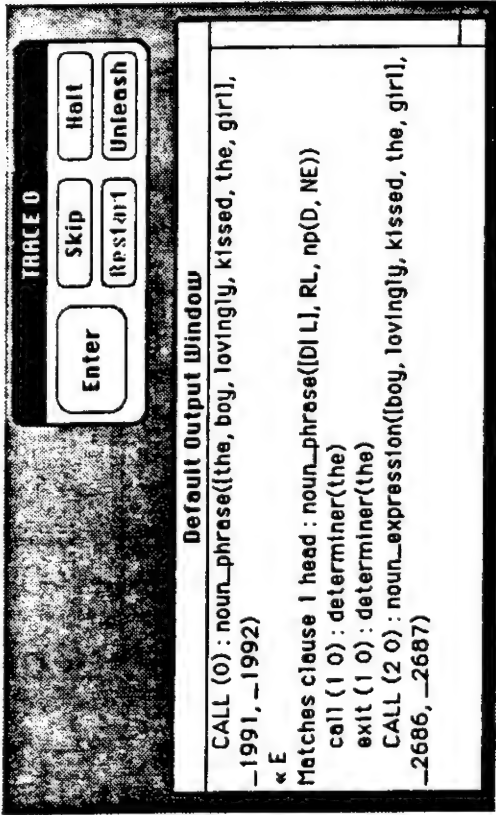 TRACE 0
Enter
Skip
Halt
Restart
Unleash
Default Output Window
CALL (0) : noun_phrase([the, boy, lovingly, kissed, the, girl],
_1991, _1992)
« E
Matches clause 1 head : noun_phrase([D| L], RL, np(D, NE))
call (1 0) : determiner(the)
exit (1 0) : determiner(the)
CALL (2 0) : noun_expression([boy, lovingly, kissed, the, girl],
_2686, _2687)